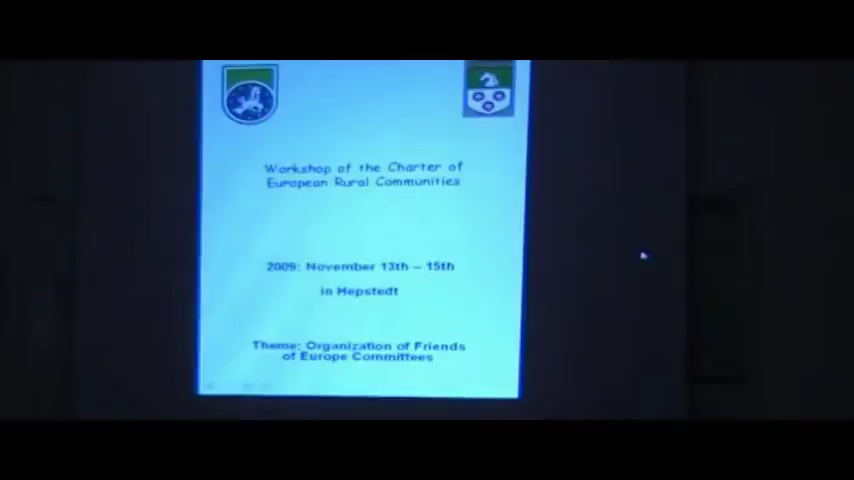 Workshop of the Charter of
European Rural Communities
2009: November 13th – 15th
in Hepstedt
Theme: Organization of Friends
of Europe Committees